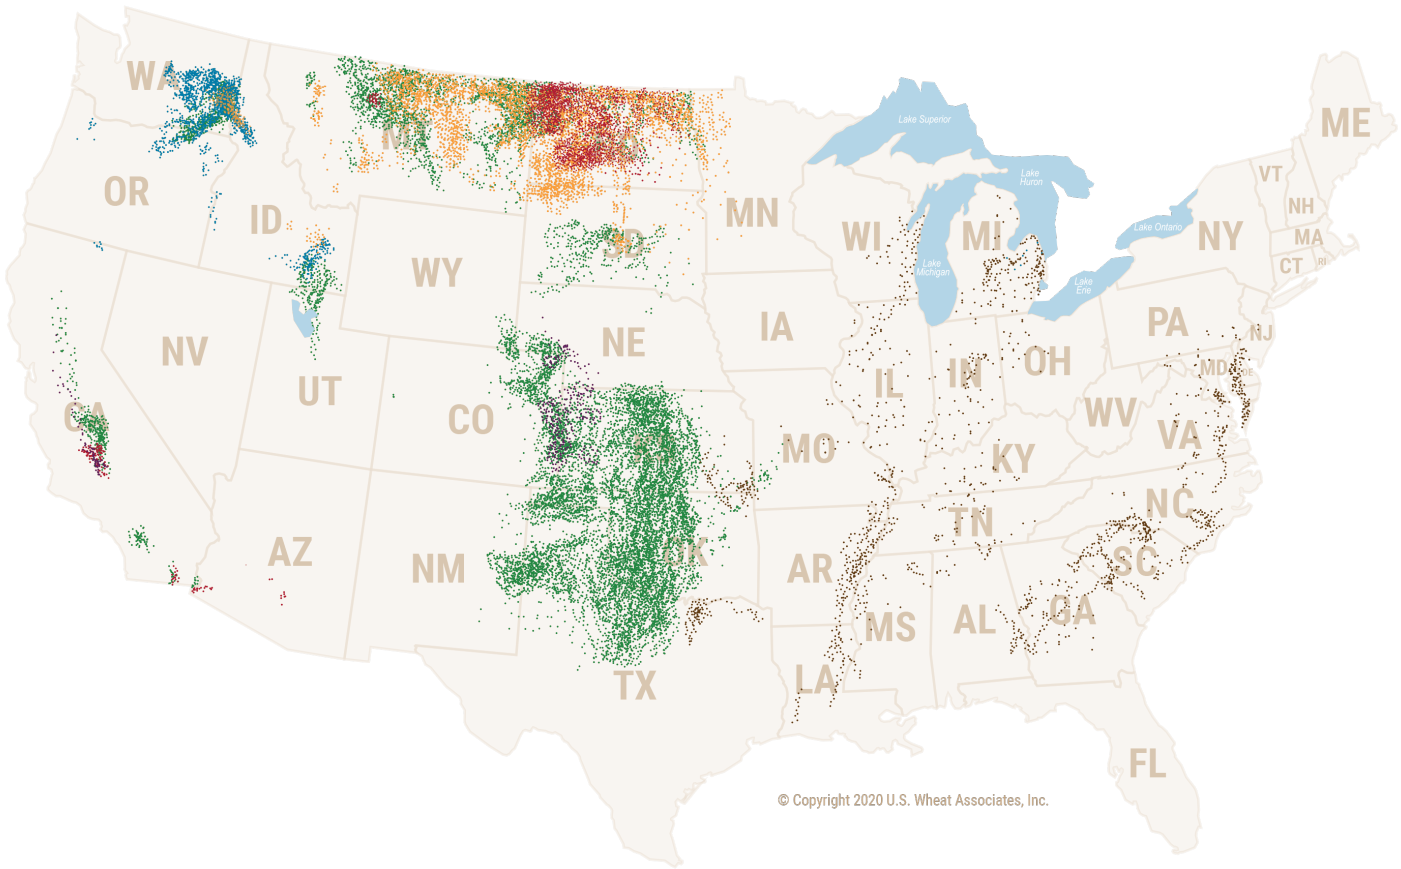 WA
ME
MT
ND
Lake Superior
Lake
Huron
VT
OR
NH
MN
ID
WI
MI
Lake Ontario
NY
MA
SD
CT
RI
WY
Lake
Michigan
Lake
Erie
IA
PA
NJ
NE
NV
OH
IN
MD
DE
UT
IL
CA
CO
WV
VA
MO
KY
NC
TN
AZ
OK
SC
NM
AR
GA
MS
AL
LA
TX
FL
© Copyright 2020 U.S. Wheat Associates, Inc.